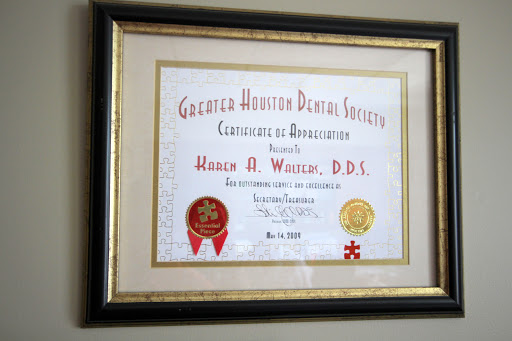 Greater Houston Dental Society
Certificate of Appreciation
Presented To
Karen A. Walters, D.D.S.
For outstanding service and excellence as
Secretary/Treasurer
May 14, 2009
Essential
Piece